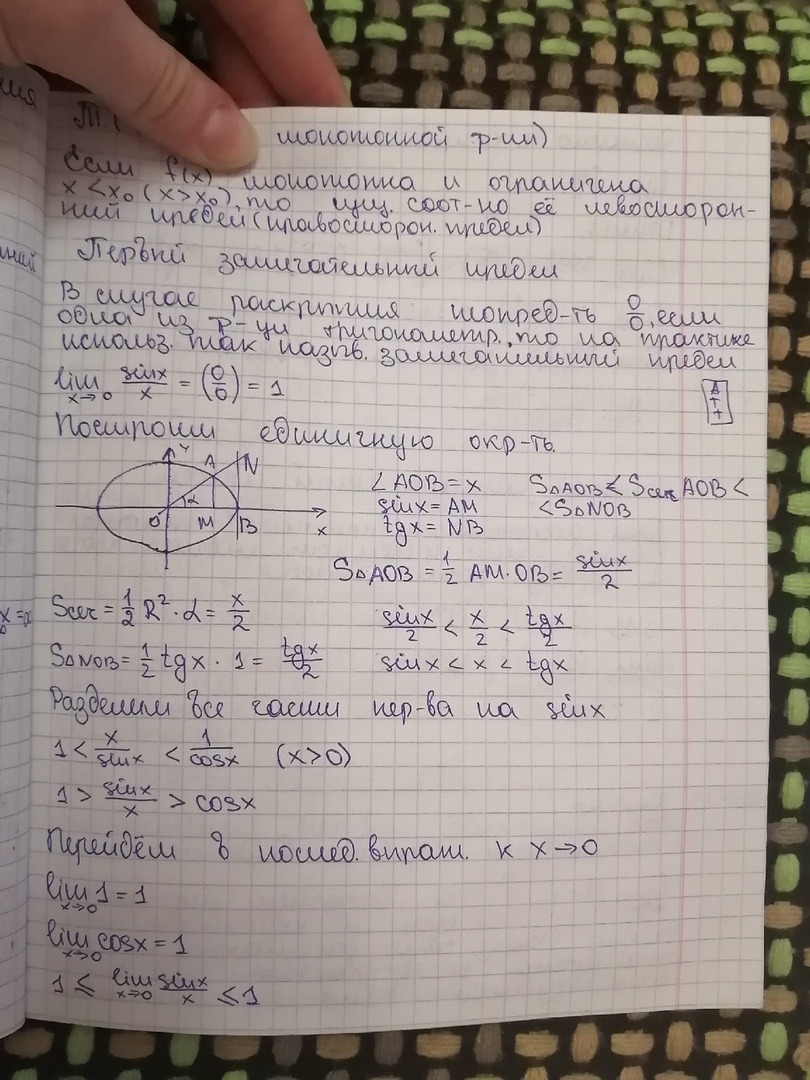 Т (
монотонной ф-ии)
Если f(x) монотонна и ограничена
x < x₀ (x > x₀), то сущ. соот-но её левосторон-
ний предел (правосторон. предел)
Первый замечательный предел
В случае раскрытия неопред-ть 0/0, если
одна из ф-ци тригонометр., то на практике
использ. так назыв. замечательный предел
lim x→0 sinx/x = (0/0) = 1
А
Т
Т
Построим единичную окр-ть.
Y A N
O α M B x
∠AOB = x
sinx = AM
tgx = NB
S△AOB < Sсек AOB <
< S△NOB
S△AOB = 1/2 AM · OB = sinx/2
Sсек = 1/2 R² · α = x/2
sinx/2 < x/2 < tgx/2
S△NOB = 1/2 tgx · 1 = tgx/2
sinx < x < tgx
Разделим все части нер-ва на sinx
1 < x/sinx < 1/cosx (x>0)
1 > sinx/x > cosx
Перейдём в послед. выраж. к x→0
lim x→0 1 = 1
lim x→0 cosx = 1
1 ≤ lim x→0 sinx/x ≤ 1